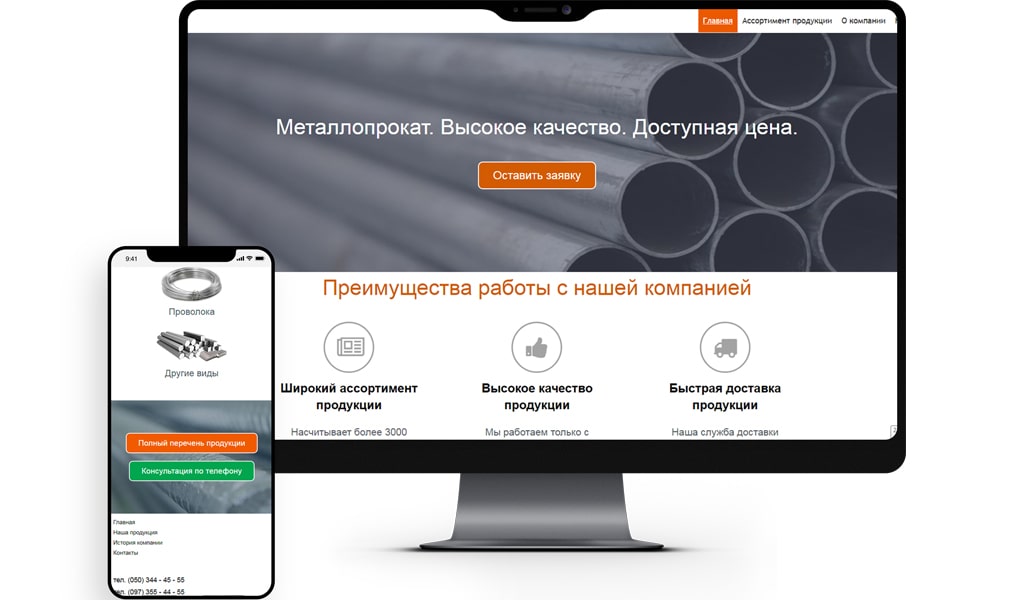 Главная Ассортимент продукции О компании
Металлопрокат. Высокое качество. Доступная цена.
Оставить заявку
Преимущества работы с нашей компанией
Широкий ассортимент продукции
Высокое качество продукции
Быстрая доставка продукции
Насчитывает более 3000
Мы работаем только с
Наша служба доставки
9:41
Проволока
Другие виды
Полный перечень продукции
Консультация по телефону
Главная
Наша продукция
История компании
Контакты
тел. (050) 344 - 45 - 55
тел. (097) 355 - 44 - 55